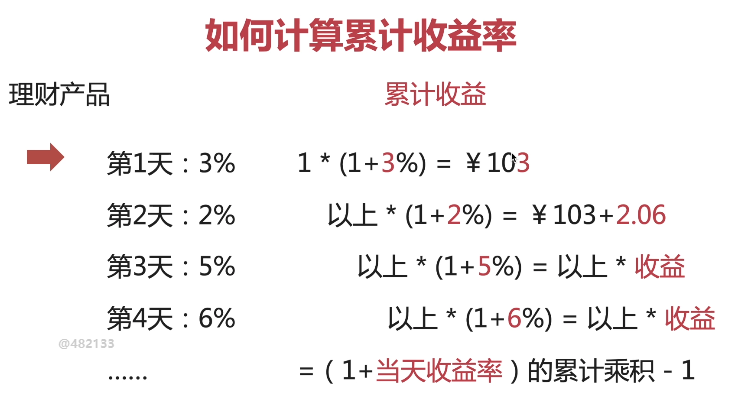 如何计算累计收益率
理财产品 累计收益
第1天：3% 1 * (1+3%) = ￥103
第2天：2% 以上 * (1+2%) = ￥103+2.06
第3天：5% 以上 * (1+5%) = 以上 * 收益
第4天：6% 以上 * (1+6%) = 以上 * 收益
@482133
...... =（1+当天收益率）的累计乘积 - 1